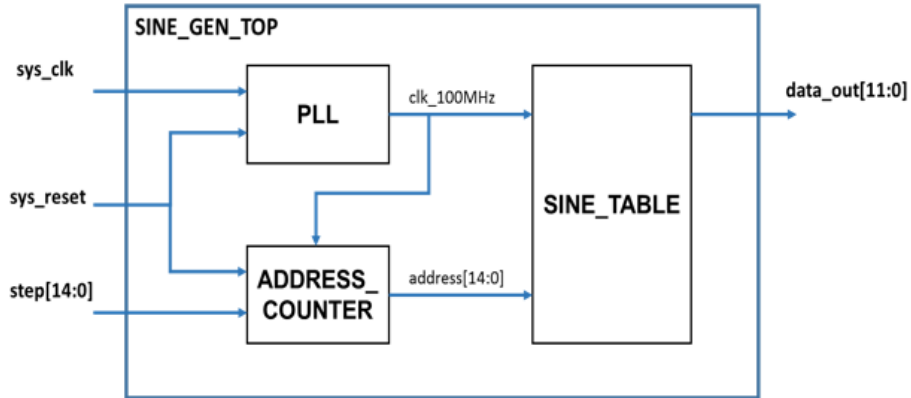 SINE_GEN_TOP
sys_clk
PLL
clk_100MHz
data_out[11:0]
sys_reset
SINE_TABLE
step[14:0]
ADDRESS_
COUNTER
address[14:0]